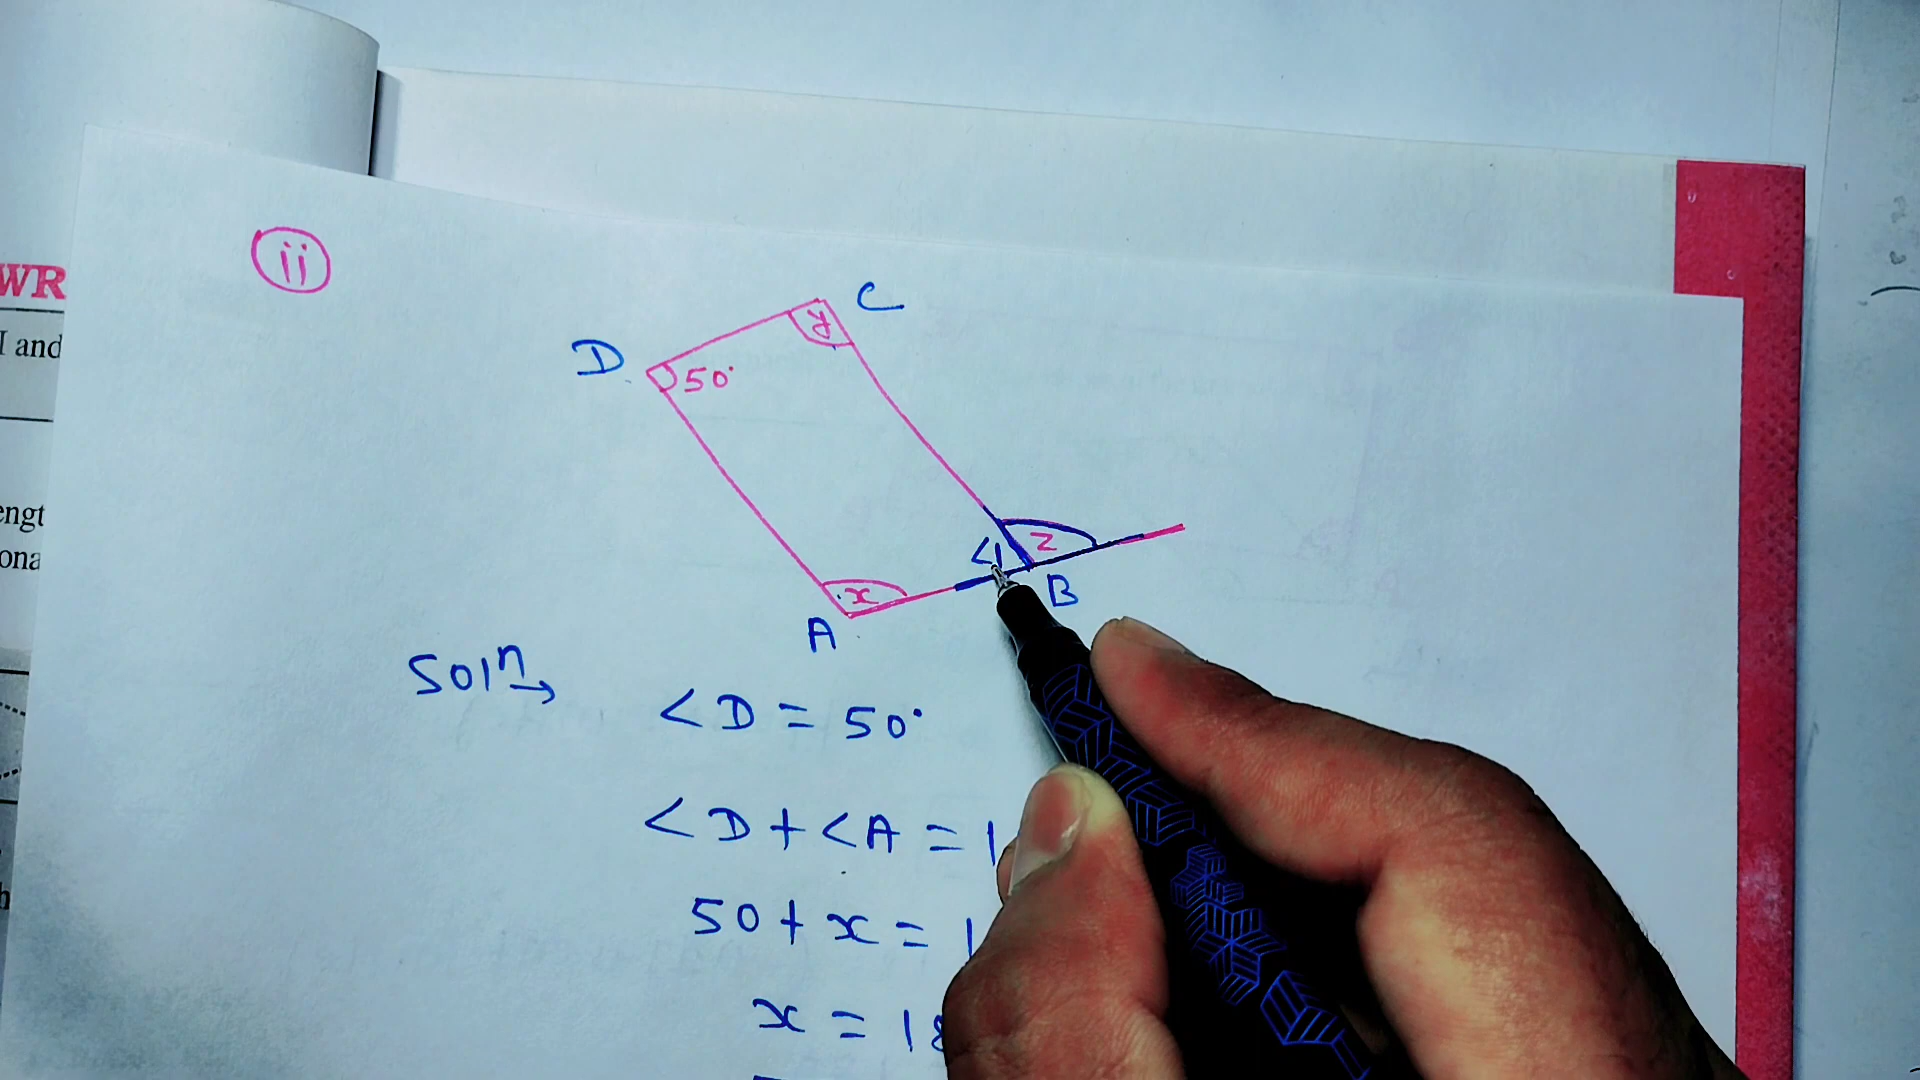 WR
I and
engt
ona
h
ii
C
D
y
50°
z
<1
x
B
A
Soln→
<D = 50°
<D + <A = 1
50 + x = 1
x = 18